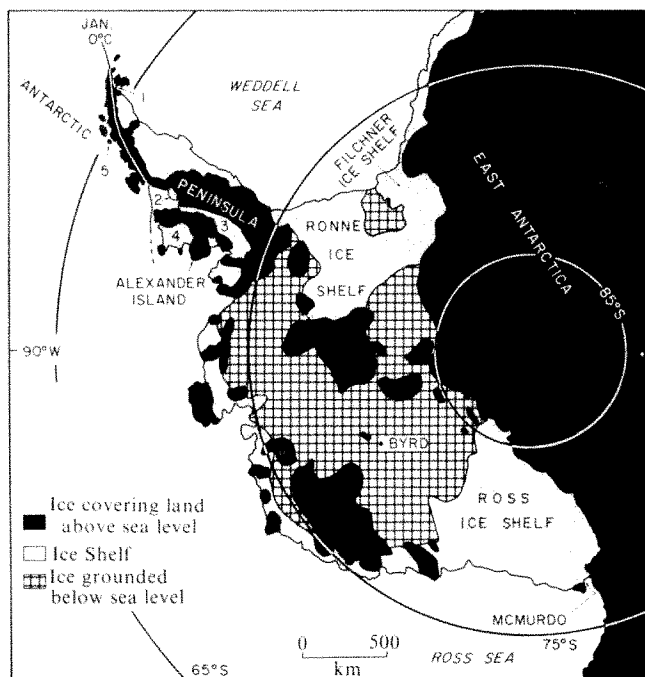 JAN.
0°C
ANTARCTIC
PENINSULA
1
2
3
4
5
WEDDELL
SEA
FILCHNER
ICE SHELF
RONNE
ICE
SHELF
EAST ANTARCTICA
85°S
ALEXANDER
ISLAND
90°W
BYRD
ROSS
ICE SHELF
Ice covering land
above sea level
Ice Shelf
Ice grounded
below sea level
MCMURDO
0 500
km
75°S
ROSS SEA
65°S